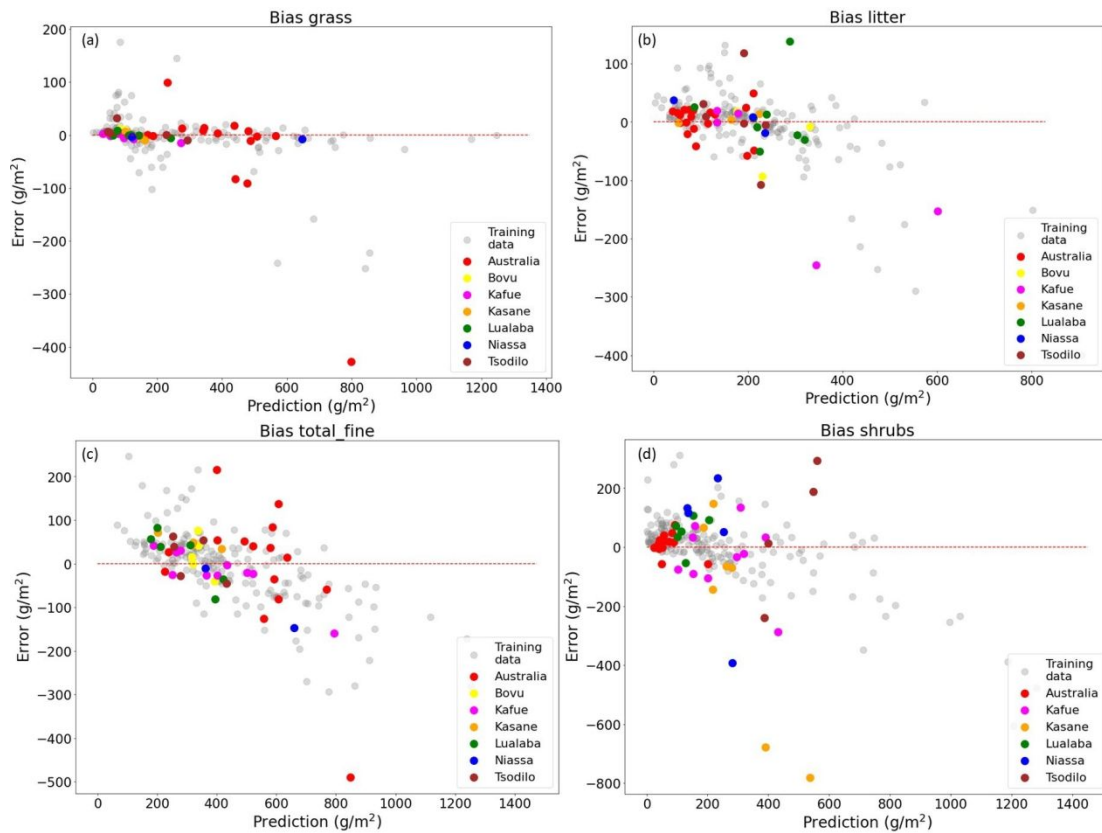 Bias grass
(a)
200
100
0
−100
−200
−300
−400
Error (g/m²)
Training
data
Australia
Bovu
Kafue
Kasane
Lualaba
Niassa
Tsodilo
0 200 400 600 800 1000 1200 1400
Prediction (g/m²)
Bias litter
(b)
100
0
−100
−200
−300
−400
Error (g/m²)
Training
data
Australia
Bovu
Kafue
Kasane
Lualaba
Niassa
Tsodilo
0 200 400 600 800
Prediction (g/m²)
Bias total_fine
(c)
200
100
0
−100
−200
−300
−400
−500
Error (g/m²)
Training
data
Australia
Bovu
Kafue
Kasane
Lualaba
Niassa
Tsodilo
0 200 400 600 800 1000 1200 1400
Prediction (g/m²)
Bias shrubs
(d)
200
0
−200
−400
−600
−800
Error (g/m²)
Training
data
Australia
Kafue
Kasane
Lualaba
Niassa
Tsodilo
0 200 400 600 800 1000 1200 1400
Prediction (g/m²)